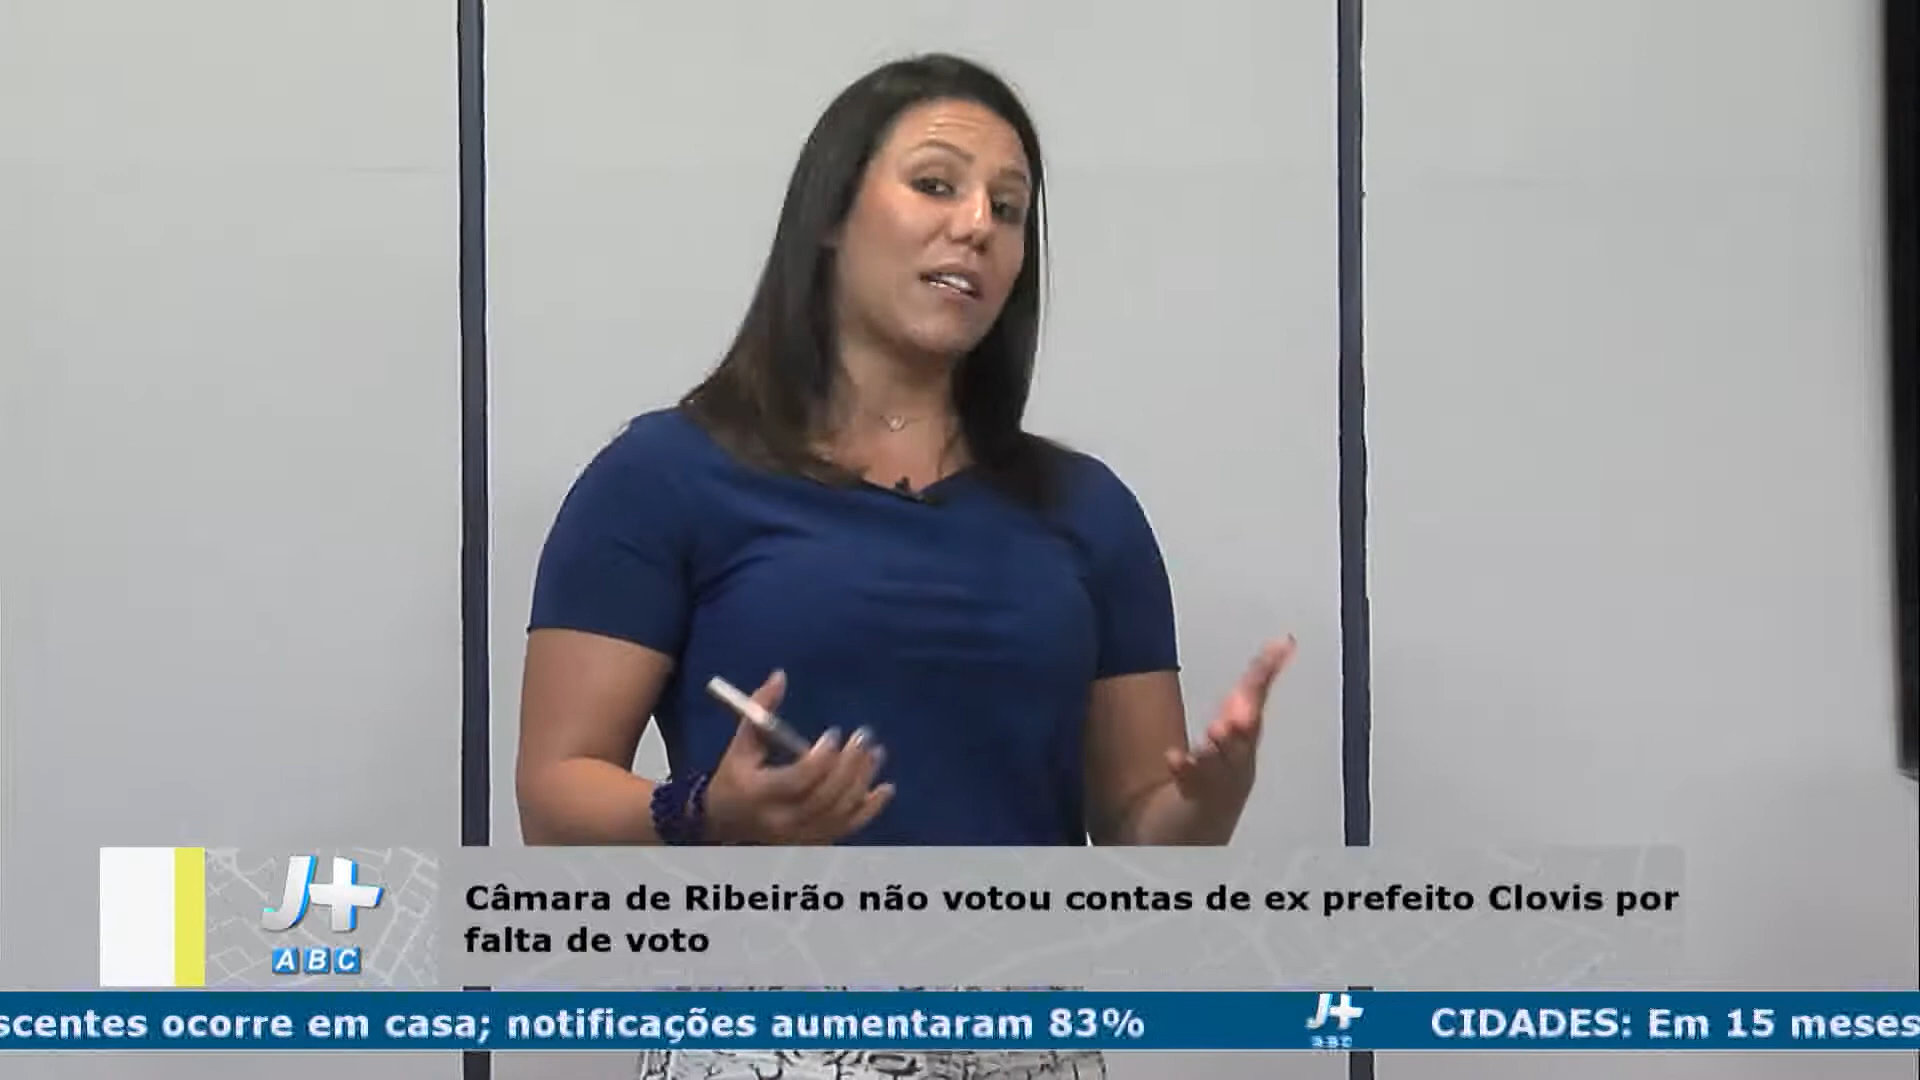 J+
ABC
Câmara de Ribeirão não votou contas de ex prefeito Clovis por
falta de voto
scentes ocorre em casa; notificações aumentaram 83%
J+
ABC
CIDADES: Em 15 meses